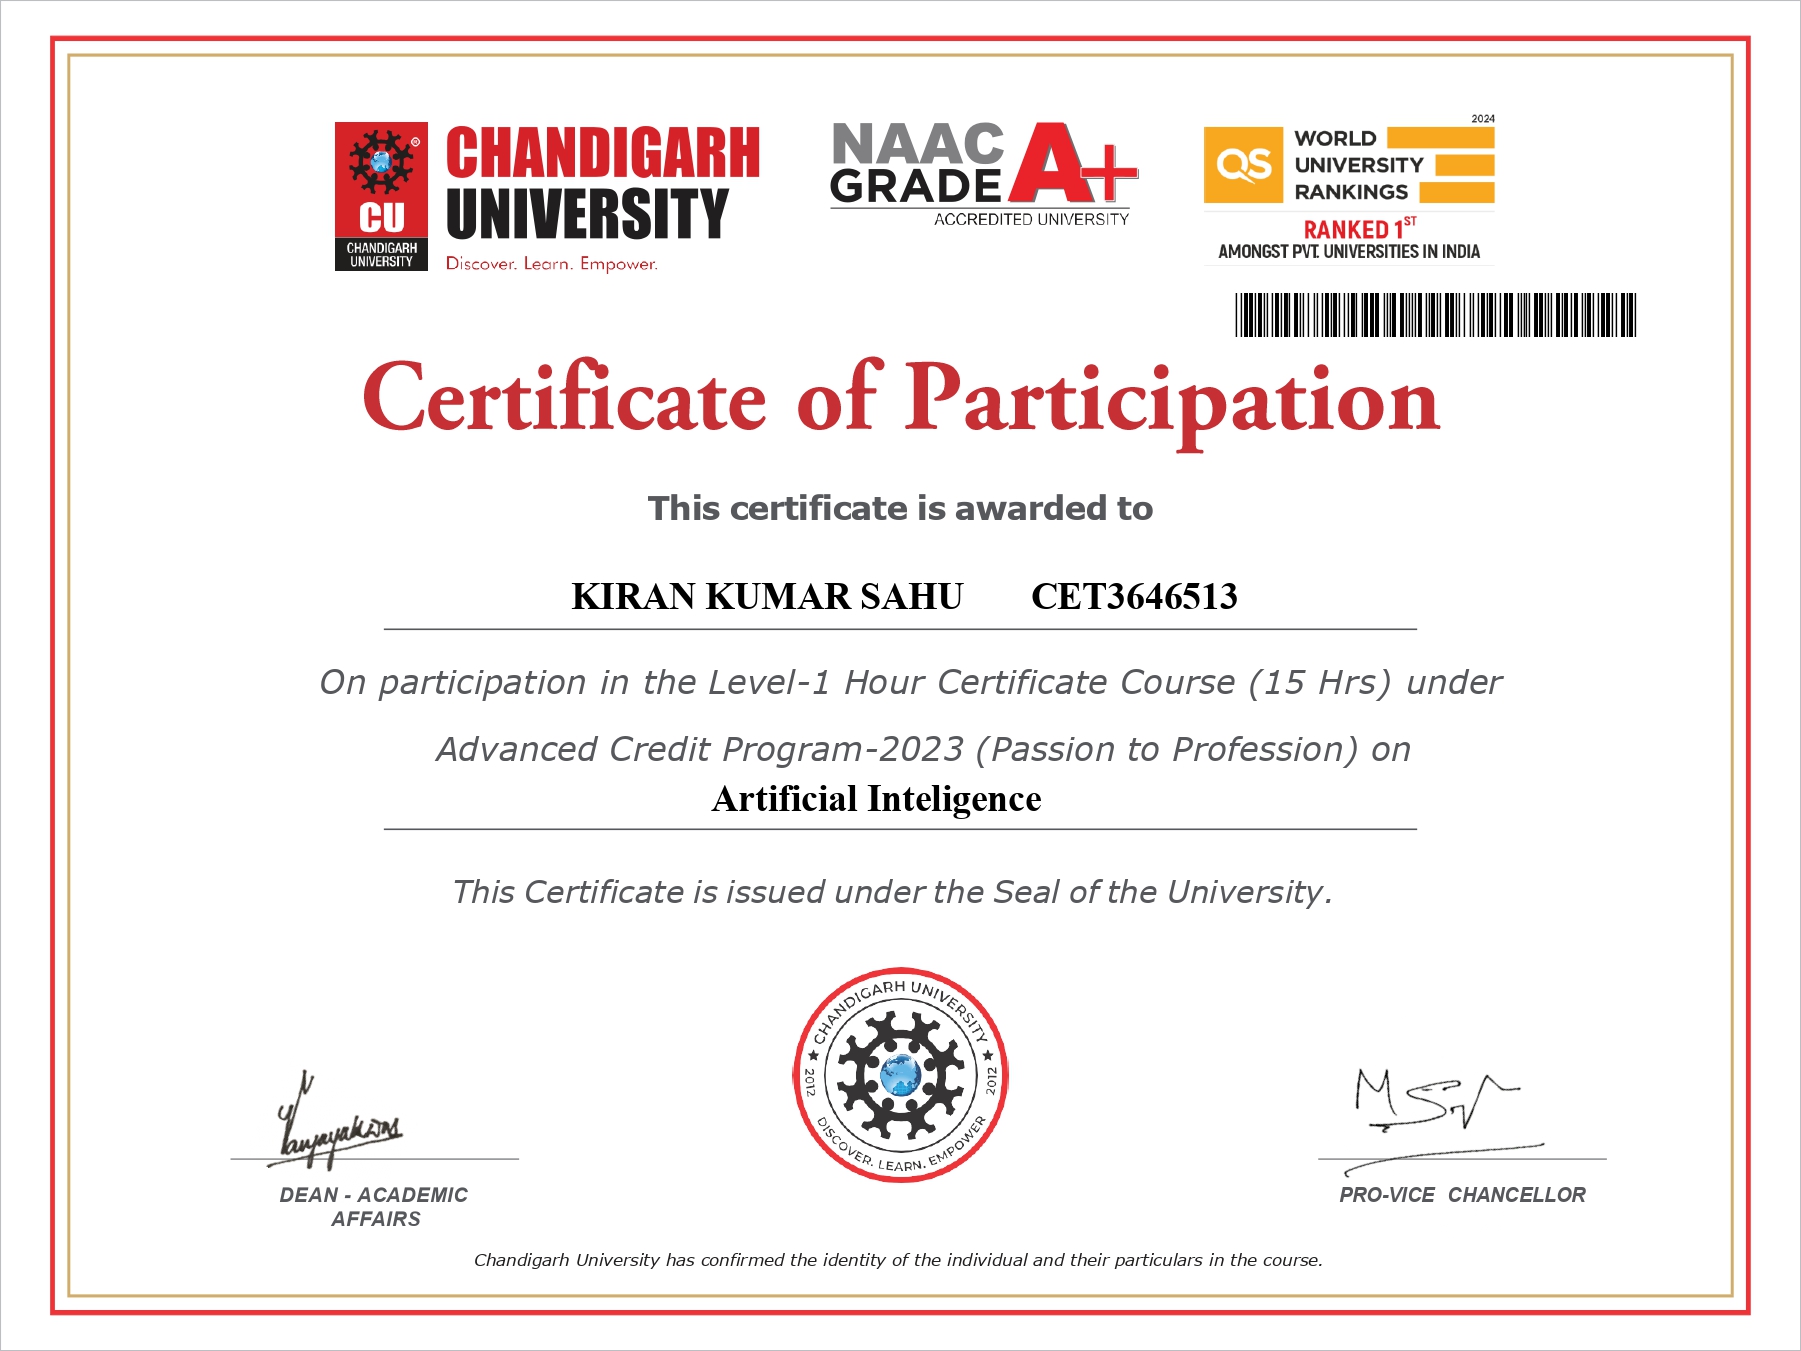 CU
CHANDIGARH
UNIVERSITY
®
CHANDIGARH
UNIVERSITY
Discover. Learn. Empower.
NAAC
GRADE A+
ACCREDITED UNIVERSITY
2024
QS
WORLD
UNIVERSITY
RANKINGS
RANKED 1ST
AMONGST PVT. UNIVERSITIES IN INDIA
Certificate of Participation
This certificate is awarded to
KIRAN KUMAR SAHU CET3646513
On participation in the Level-1 Hour Certificate Course (15 Hrs) under
Advanced Credit Program-2023 (Passion to Profession) on
Artificial Inteligence
This Certificate is issued under the Seal of the University.
★ CHANDIGARH UNIVERSITY ★
2012
2012
DISCOVER. LEARN. EMPOWER
DEAN - ACADEMIC
AFFAIRS
PRO-VICE CHANCELLOR
Chandigarh University has confirmed the identity of the individual and their particulars in the course.